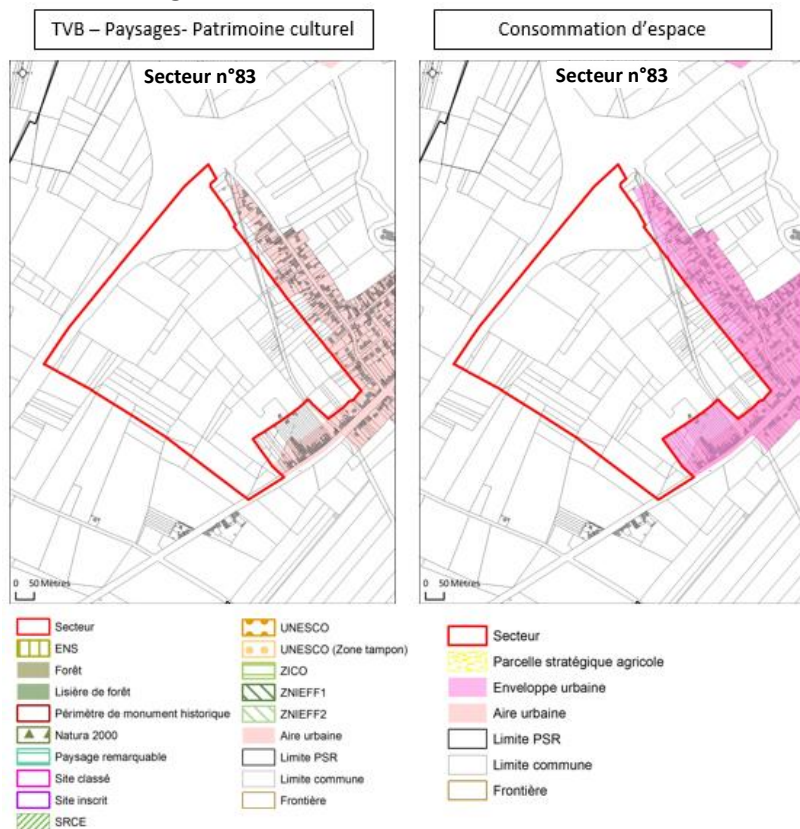 TVB – Paysages- Patrimoine culturel
Consommation d'espace
Secteur n°83
Secteur n°83
0 50 Mètres
0 50 Mètres
Secteur
ENS
Forêt
Lisière de forêt
Périmètre de monument historique
Natura 2000
Paysage remarquable
Site classé
Site inscrit
SRCE
UNESCO
UNESCO (Zone tampon)
ZICO
ZNIEFF1
ZNIEFF2
Aire urbaine
Limite PSR
Limite commune
Frontière
Secteur
Parcelle stratégique agricole
Enveloppe urbaine
Aire urbaine
Limite PSR
Limite commune
Frontière